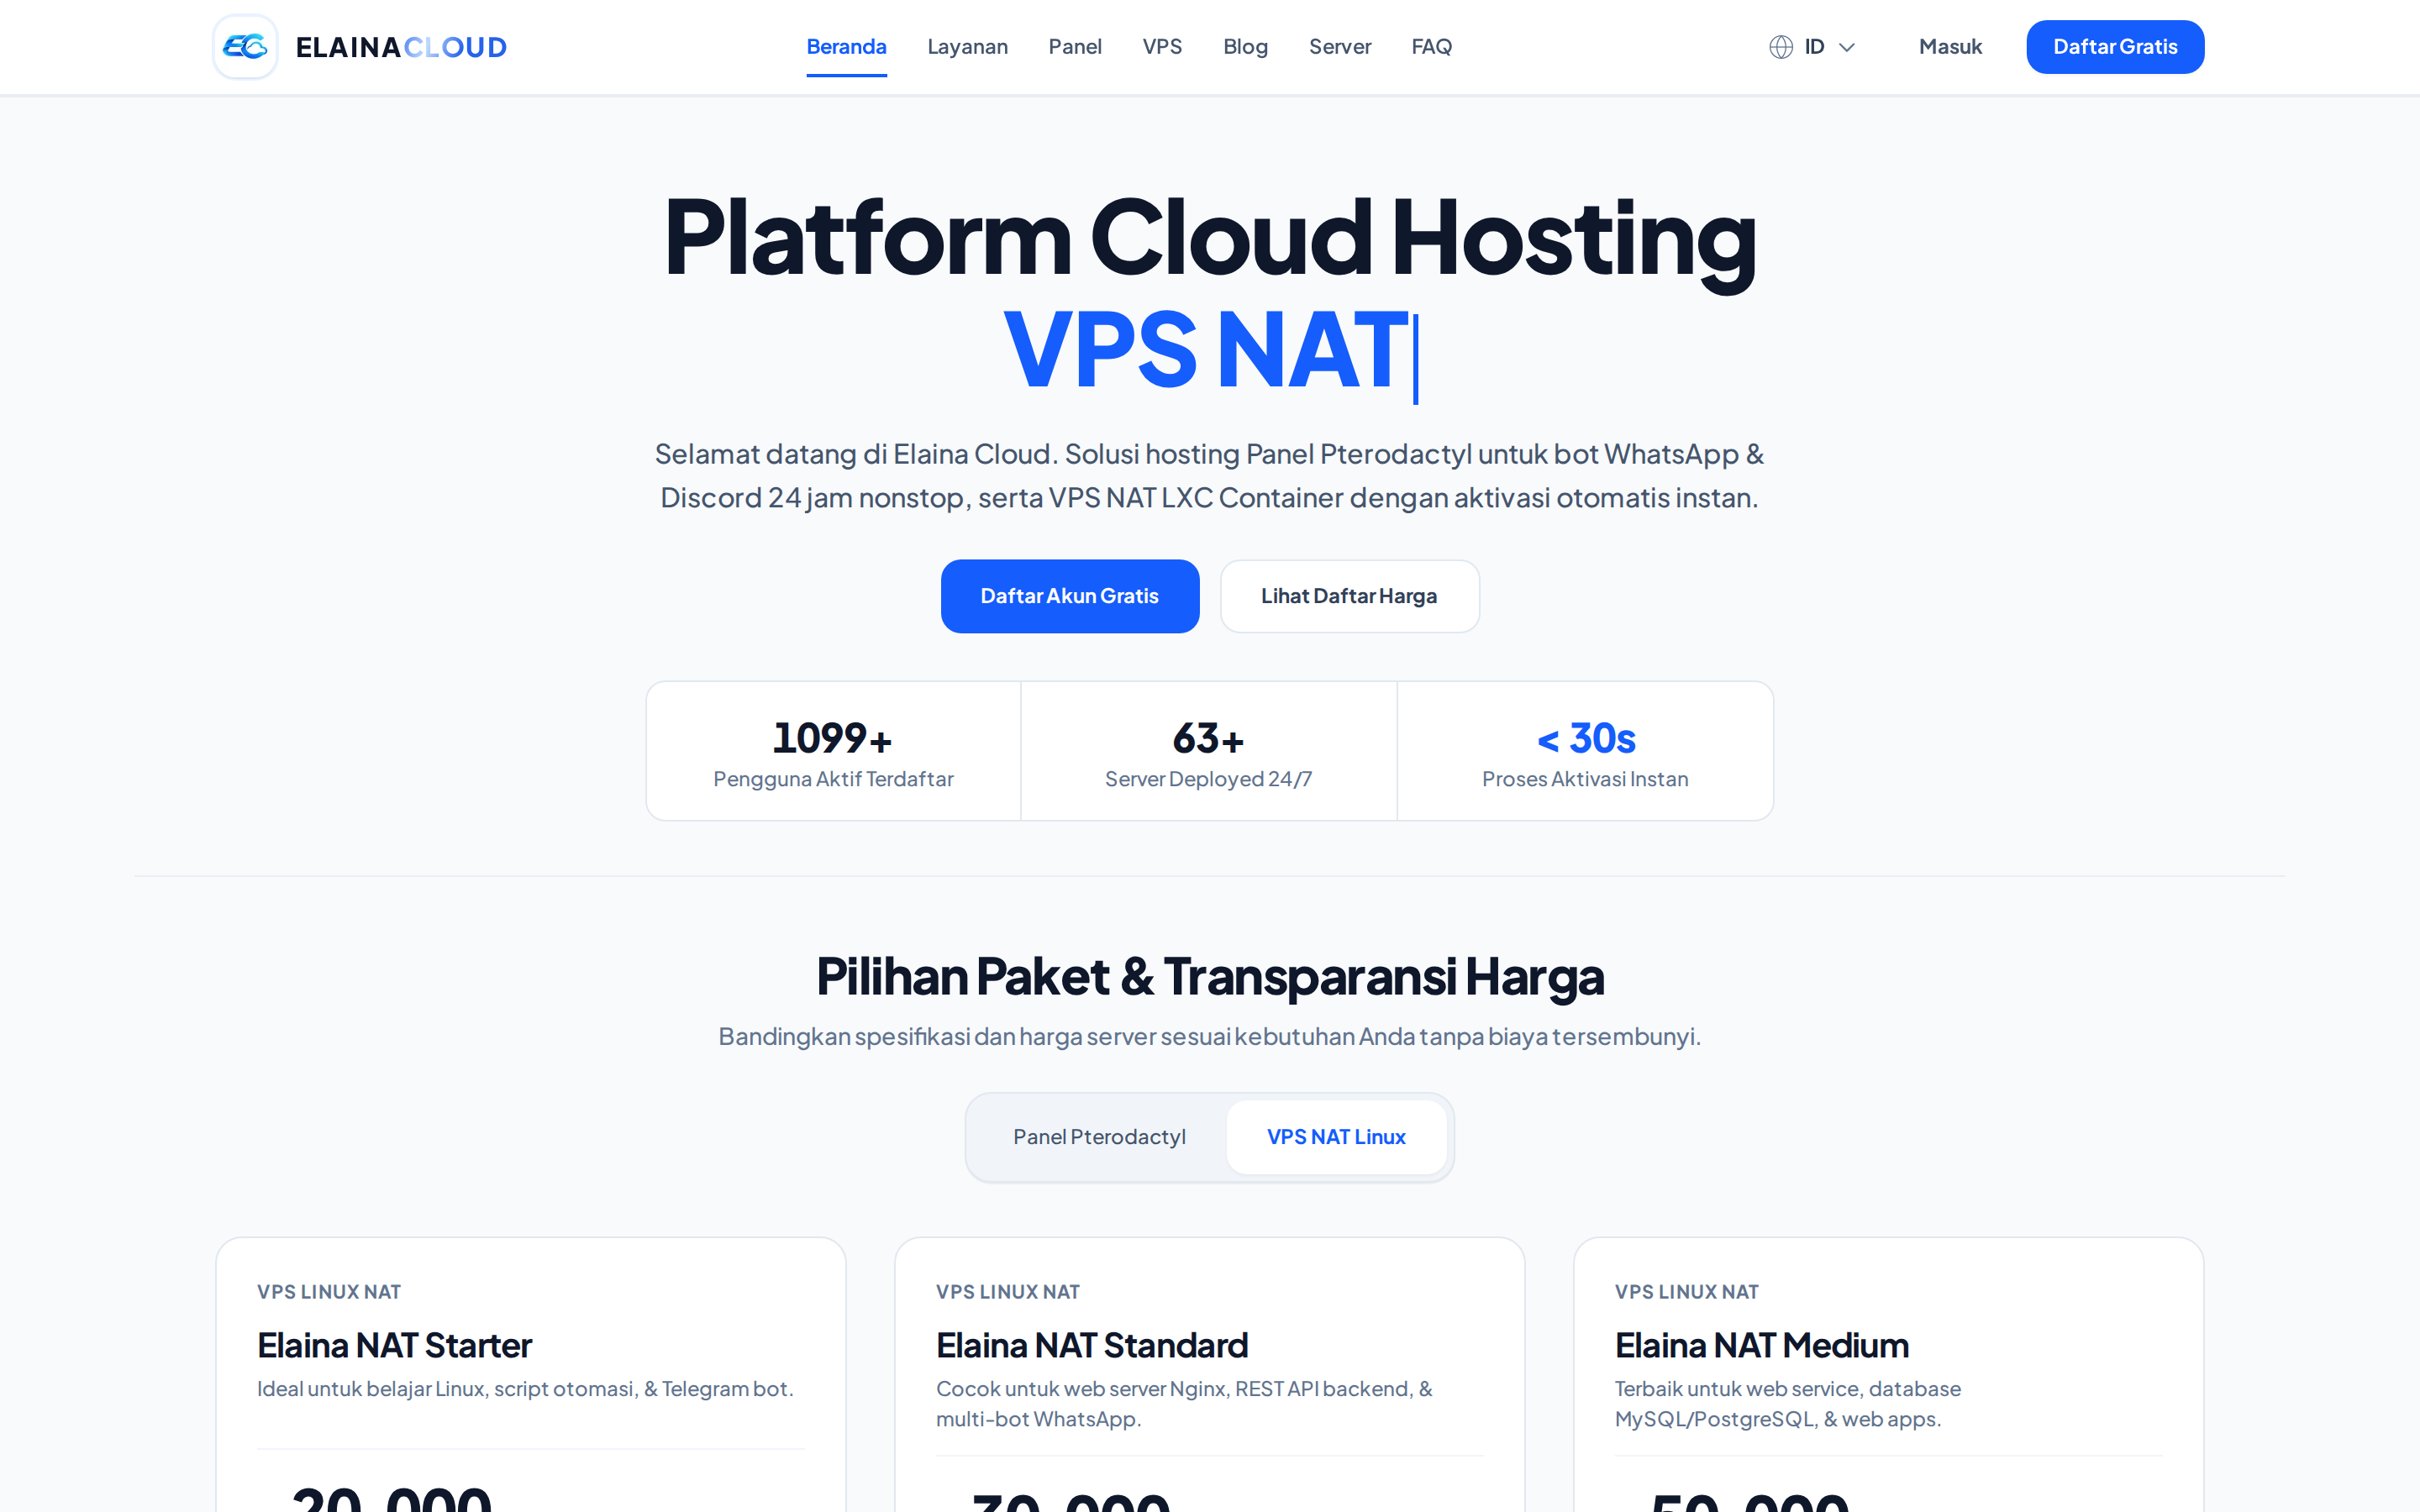 ELAINACLOUD
Beranda
Layanan
Panel
VPS
Blog
Server
FAQ
ID
Masuk
Daftar Gratis
Platform Cloud Hosting
VPS NAT
Selamat datang di Elaina Cloud. Solusi hosting Panel Pterodactyl untuk bot WhatsApp &
Discord 24 jam nonstop, serta VPS NAT LXC Container dengan aktivasi otomatis instan.
Daftar Akun Gratis
Lihat Daftar Harga
1099+
Pengguna Aktif Terdaftar
63+
Server Deployed 24/7
< 30s
Proses Aktivasi Instan
Pilihan Paket & Transparansi Harga
Bandingkan spesifikasi dan harga server sesuai kebutuhan Anda tanpa biaya tersembunyi.
Panel Pterodactyl
VPS NAT Linux
VPS LINUX NAT
Elaina NAT Starter
Ideal untuk belajar Linux, script otomasi, & Telegram bot.
20.000
VPS LINUX NAT
Elaina NAT Standard
Cocok untuk web server Nginx, REST API backend, &
multi-bot WhatsApp.
30.000
VPS LINUX NAT
Elaina NAT Medium
Terbaik untuk web service, database
MySQL/PostgreSQL, & web apps.
50.000